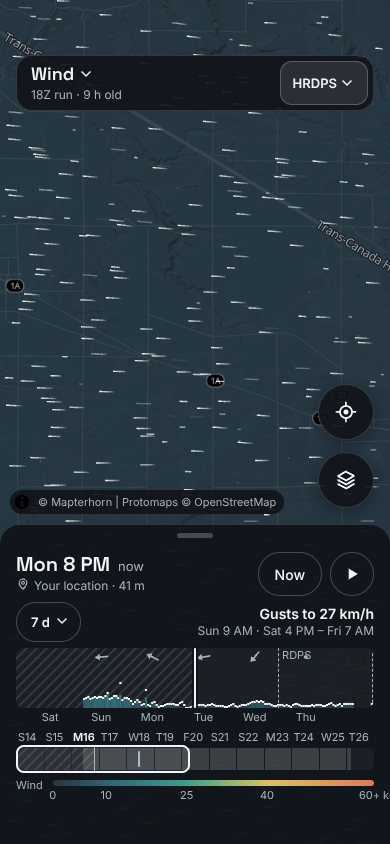 Trans-C
Wind
18Z run · 9 h old
HRDPS
Trans-Canada H
1A
1A
© Mapterhorn | Protomaps © OpenStreetMap
Mon 8 PM now
Your location · 41 m
Now
7 d
Gusts to 27 km/h
Sun 9 AM · Sat 4 PM – Fri 7 AM
RDPS
Sat Sun Mon Tue Wed Thu
S14 S15 M16 T17 W18 T19 F20 S21 S22 M23 T24 W25 T26
Wind
0 10 25 40 60+ k